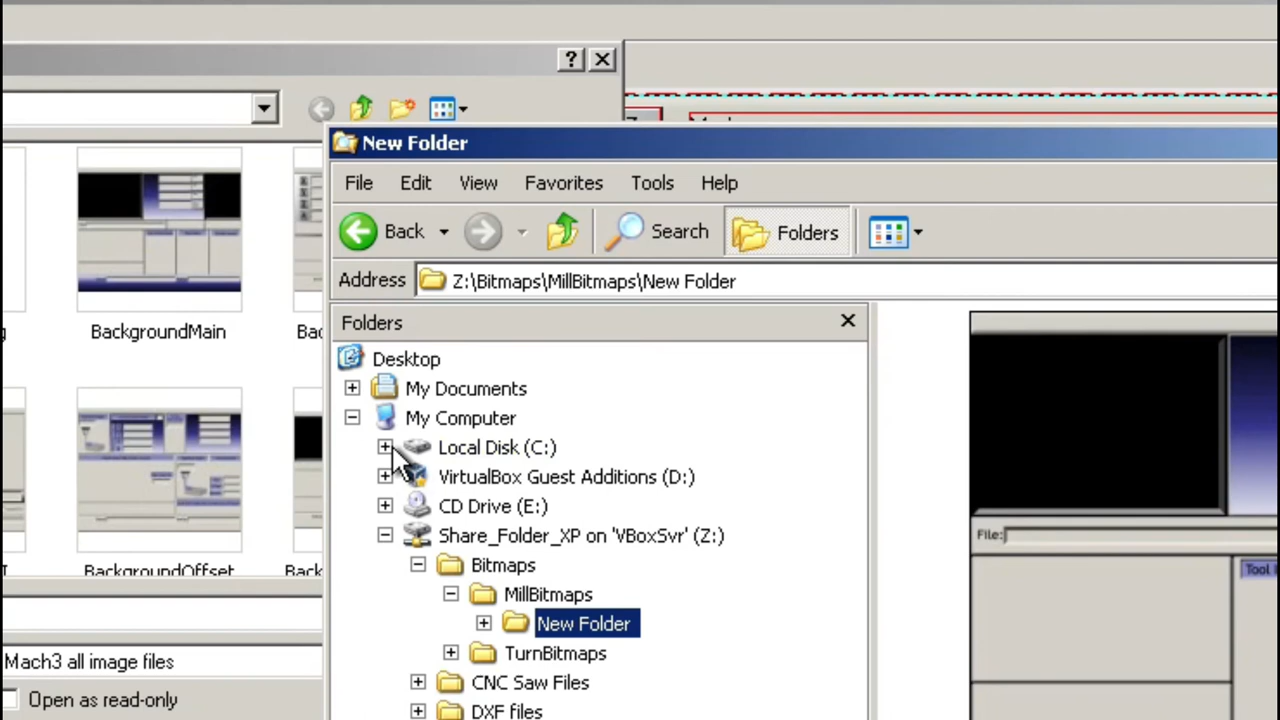 ?
New Folder
File Edit View Favorites Tools Help
Back Search Folders
Address Z:\Bitmaps\MillBitmaps\New Folder
Folders
Desktop
My Documents
My Computer
Local Disk (C:)
VirtualBox Guest Additions (D:)
CD Drive (E:)
Share_Folder_XP on 'VBoxSvr' (Z:)
Bitmaps
MillBitmaps
New Folder
TurnBitmaps
CNC Saw Files
DXF files
BackgroundMain
BackgroundOffset
Mach3 all image files
Open as read-only
File:
Tool